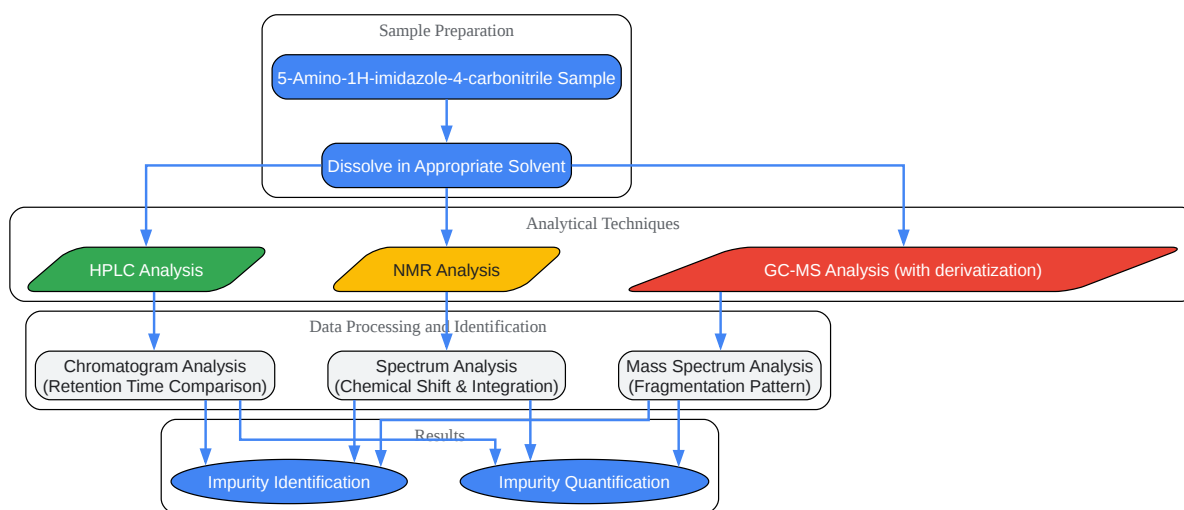 Sample Preparation
5-Amino-1H-imidazole-4-carbonitrile Sample
Dissolve in Appropriate Solvent
Analytical Techniques
HPLC Analysis
NMR Analysis
GC-MS Analysis (with derivatization)
Data Processing and Identification
Chromatogram Analysis
(Retention Time Comparison)
Spectrum Analysis
(Chemical Shift & Integration)
Mass Spectrum Analysis
(Fragmentation Pattern)
Results
Impurity Identification
Impurity Quantification